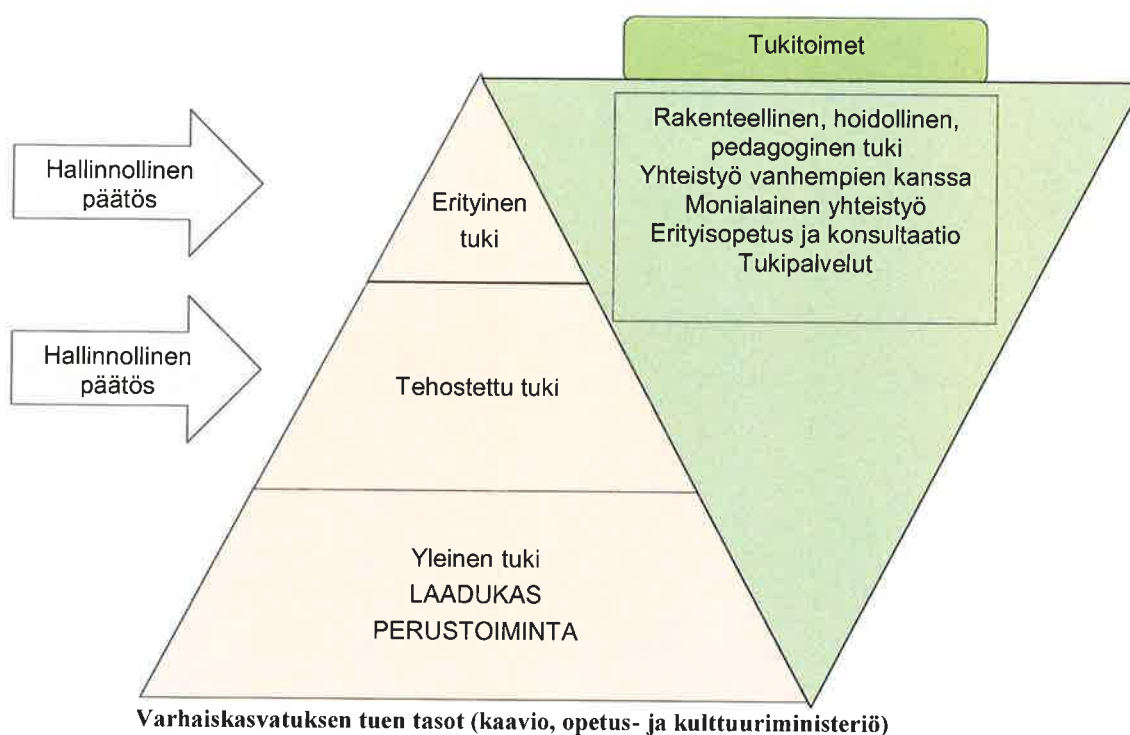 Tukitoimet
Rakenteellinen, hoidollinen,
pedagoginen tuki
Yhteistyö vanhempien kanssa
Monialainen yhteistyö
Erityisopetus ja konsultaatio
Tukipalvelut
Hallinnollinen
päätös
Erityinen
tuki
Hallinnollinen
päätös
Tehostettu tuki
Yleinen tuki
LAADUKAS
PERUSTOIMINTA
Varhaiskasvatuksen tuen tasot (kaavio, opetus- ja kulttuuriministeriö)